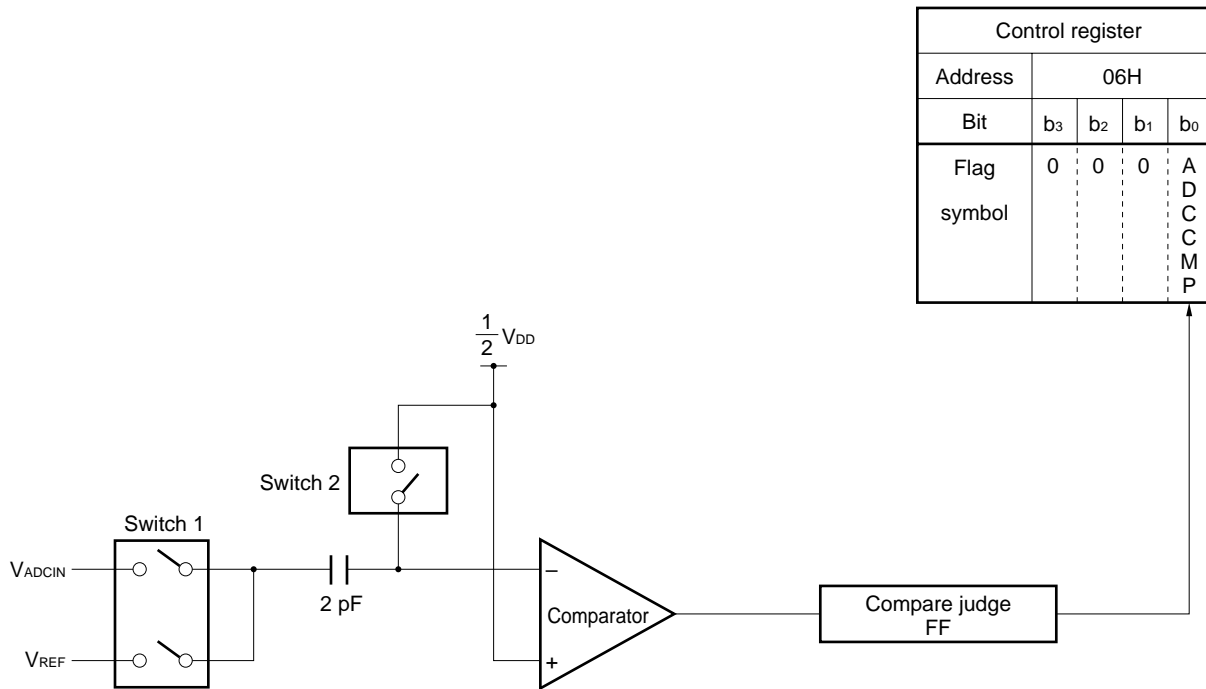 Control register
Address 06H
Bit b3 b2 b1 b0
Flag symbol 0 0 0 ADCCMP
1/2 VDD
Switch 2
Switch 1
VADCIN
2 pF
VREF
−
Comparator
+
Compare judge
FF